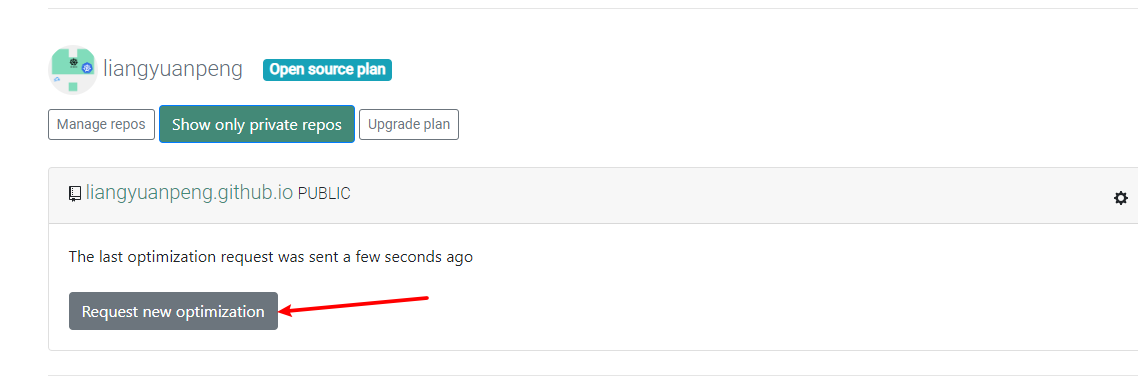 liangyuanpeng Open source plan
Manage repos Show only private repos Upgrade plan
liangyuanpeng.github.io PUBLIC
The last optimization request was sent a few seconds ago
Request new optimization